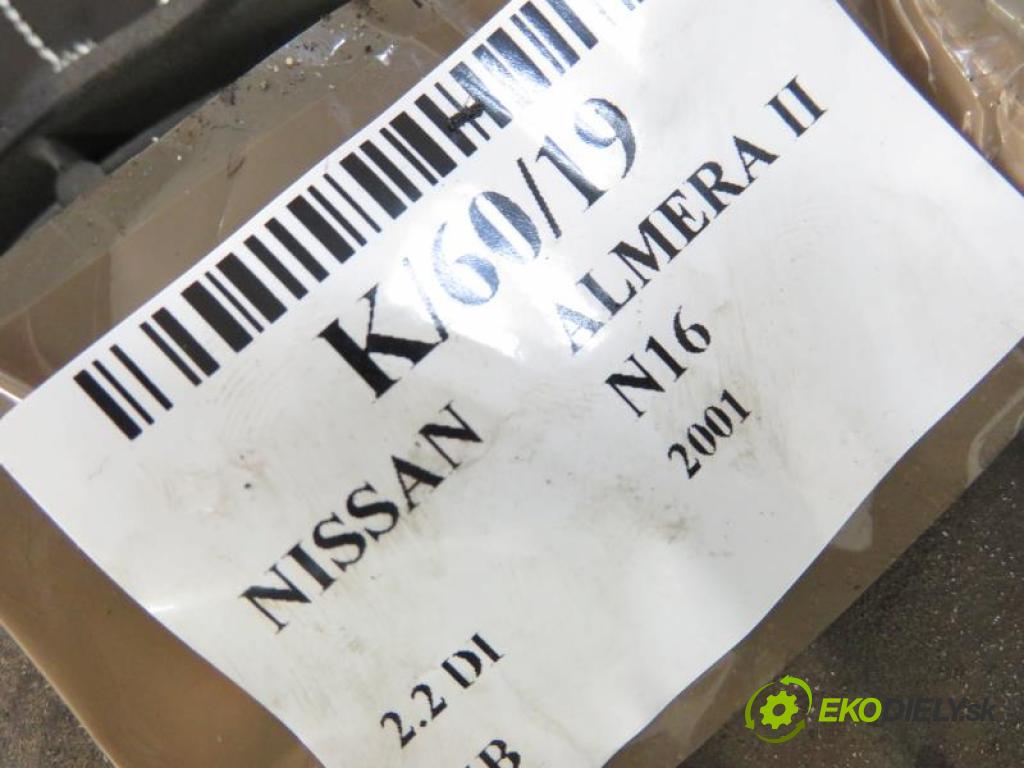 K/60/19
NISSAN ALMERA II
N16
2001
2.2 DI
EKODIELY.sk